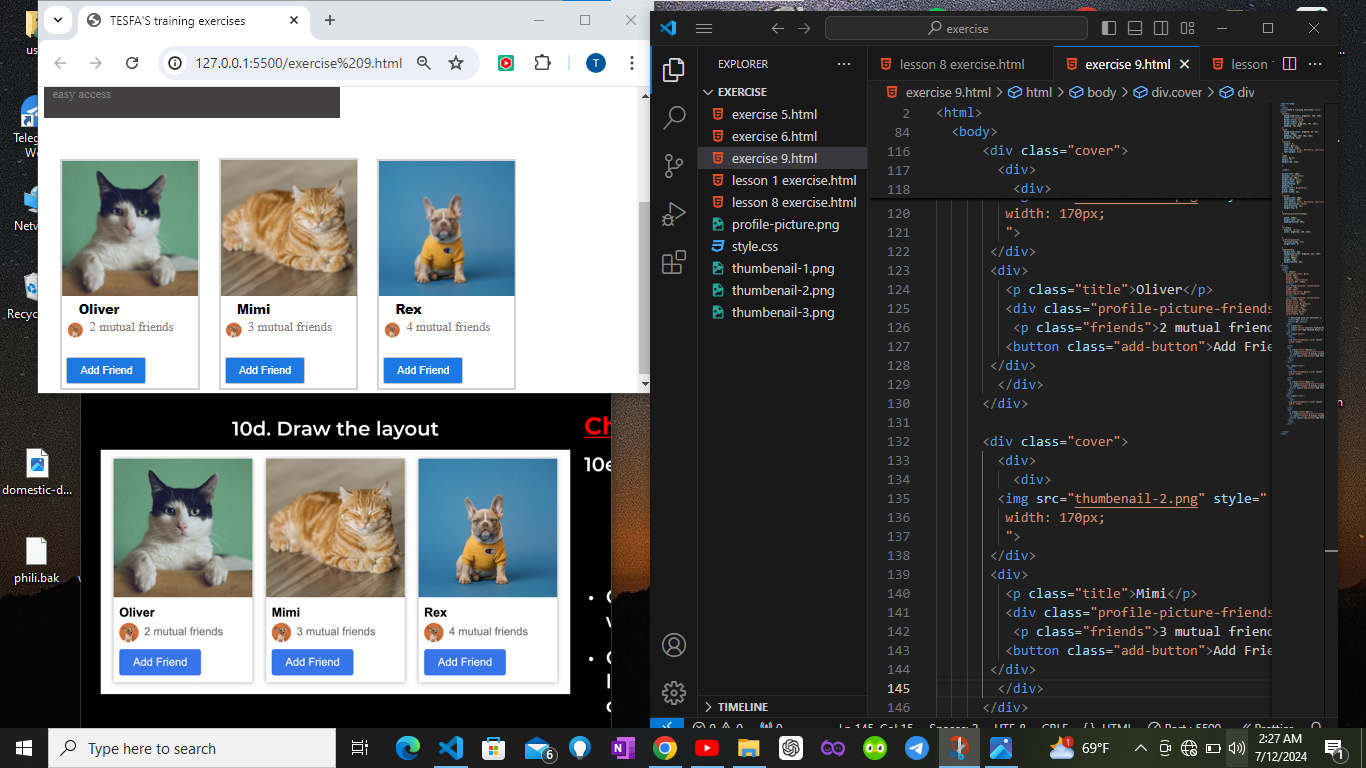 TESFA'S training exercises
127.0.0.1:5500/exercise%209.html
T
easy access
Oliver
2 mutual friends
Add Friend
Mimi
3 mutual friends
Add Friend
Rex
4 mutual friends
Add Friend
10d. Draw the layout
Oliver
2 mutual friends
Add Friend
Mimi
3 mutual friends
Add Friend
Rex
4 mutual friends
Add Friend
Ch
10e
domestic-d...
phili.bak
exercise
EXPLORER
EXERCISE
exercise 5.html
exercise 6.html
exercise 9.html
lesson 1 exercise.html
lesson 8 exercise.html
profile-picture.png
style.css
thumbenail-1.png
thumbenail-2.png
thumbenail-3.png
TIMELINE
lesson 8 exercise.html
exercise 9.html
lesson
exercise 9.html > html > body > div.cover > div
2 <html>
84 <body>
116 <div class="cover">
117 <div>
118 <div>
120 width: 170px;
121 ">
122 </div>
123 <div>
124 <p class="title">Oliver</p>
125 <div class="profile-picture-friends
126 <p class="friends">2 mutual friend
127 <button class="add-button">Add Frie
128 </div>
129 </div>
130 </div>
131
132 <div class="cover">
133 <div>
134 <div>
135 <img src="thumbenail-2.png" style="
136 width: 170px;
137 ">
138 </div>
139 <div>
140 <p class="title">Mimi</p>
141 <div class="profile-picture-friends
142 <p class="friends">3 mutual friend
143 <button class="add-button">Add Frie
144 </div>
145 </div>
146 </div>
Type here to search
6
1
69°F
2:27 AM
7/12/2024
1